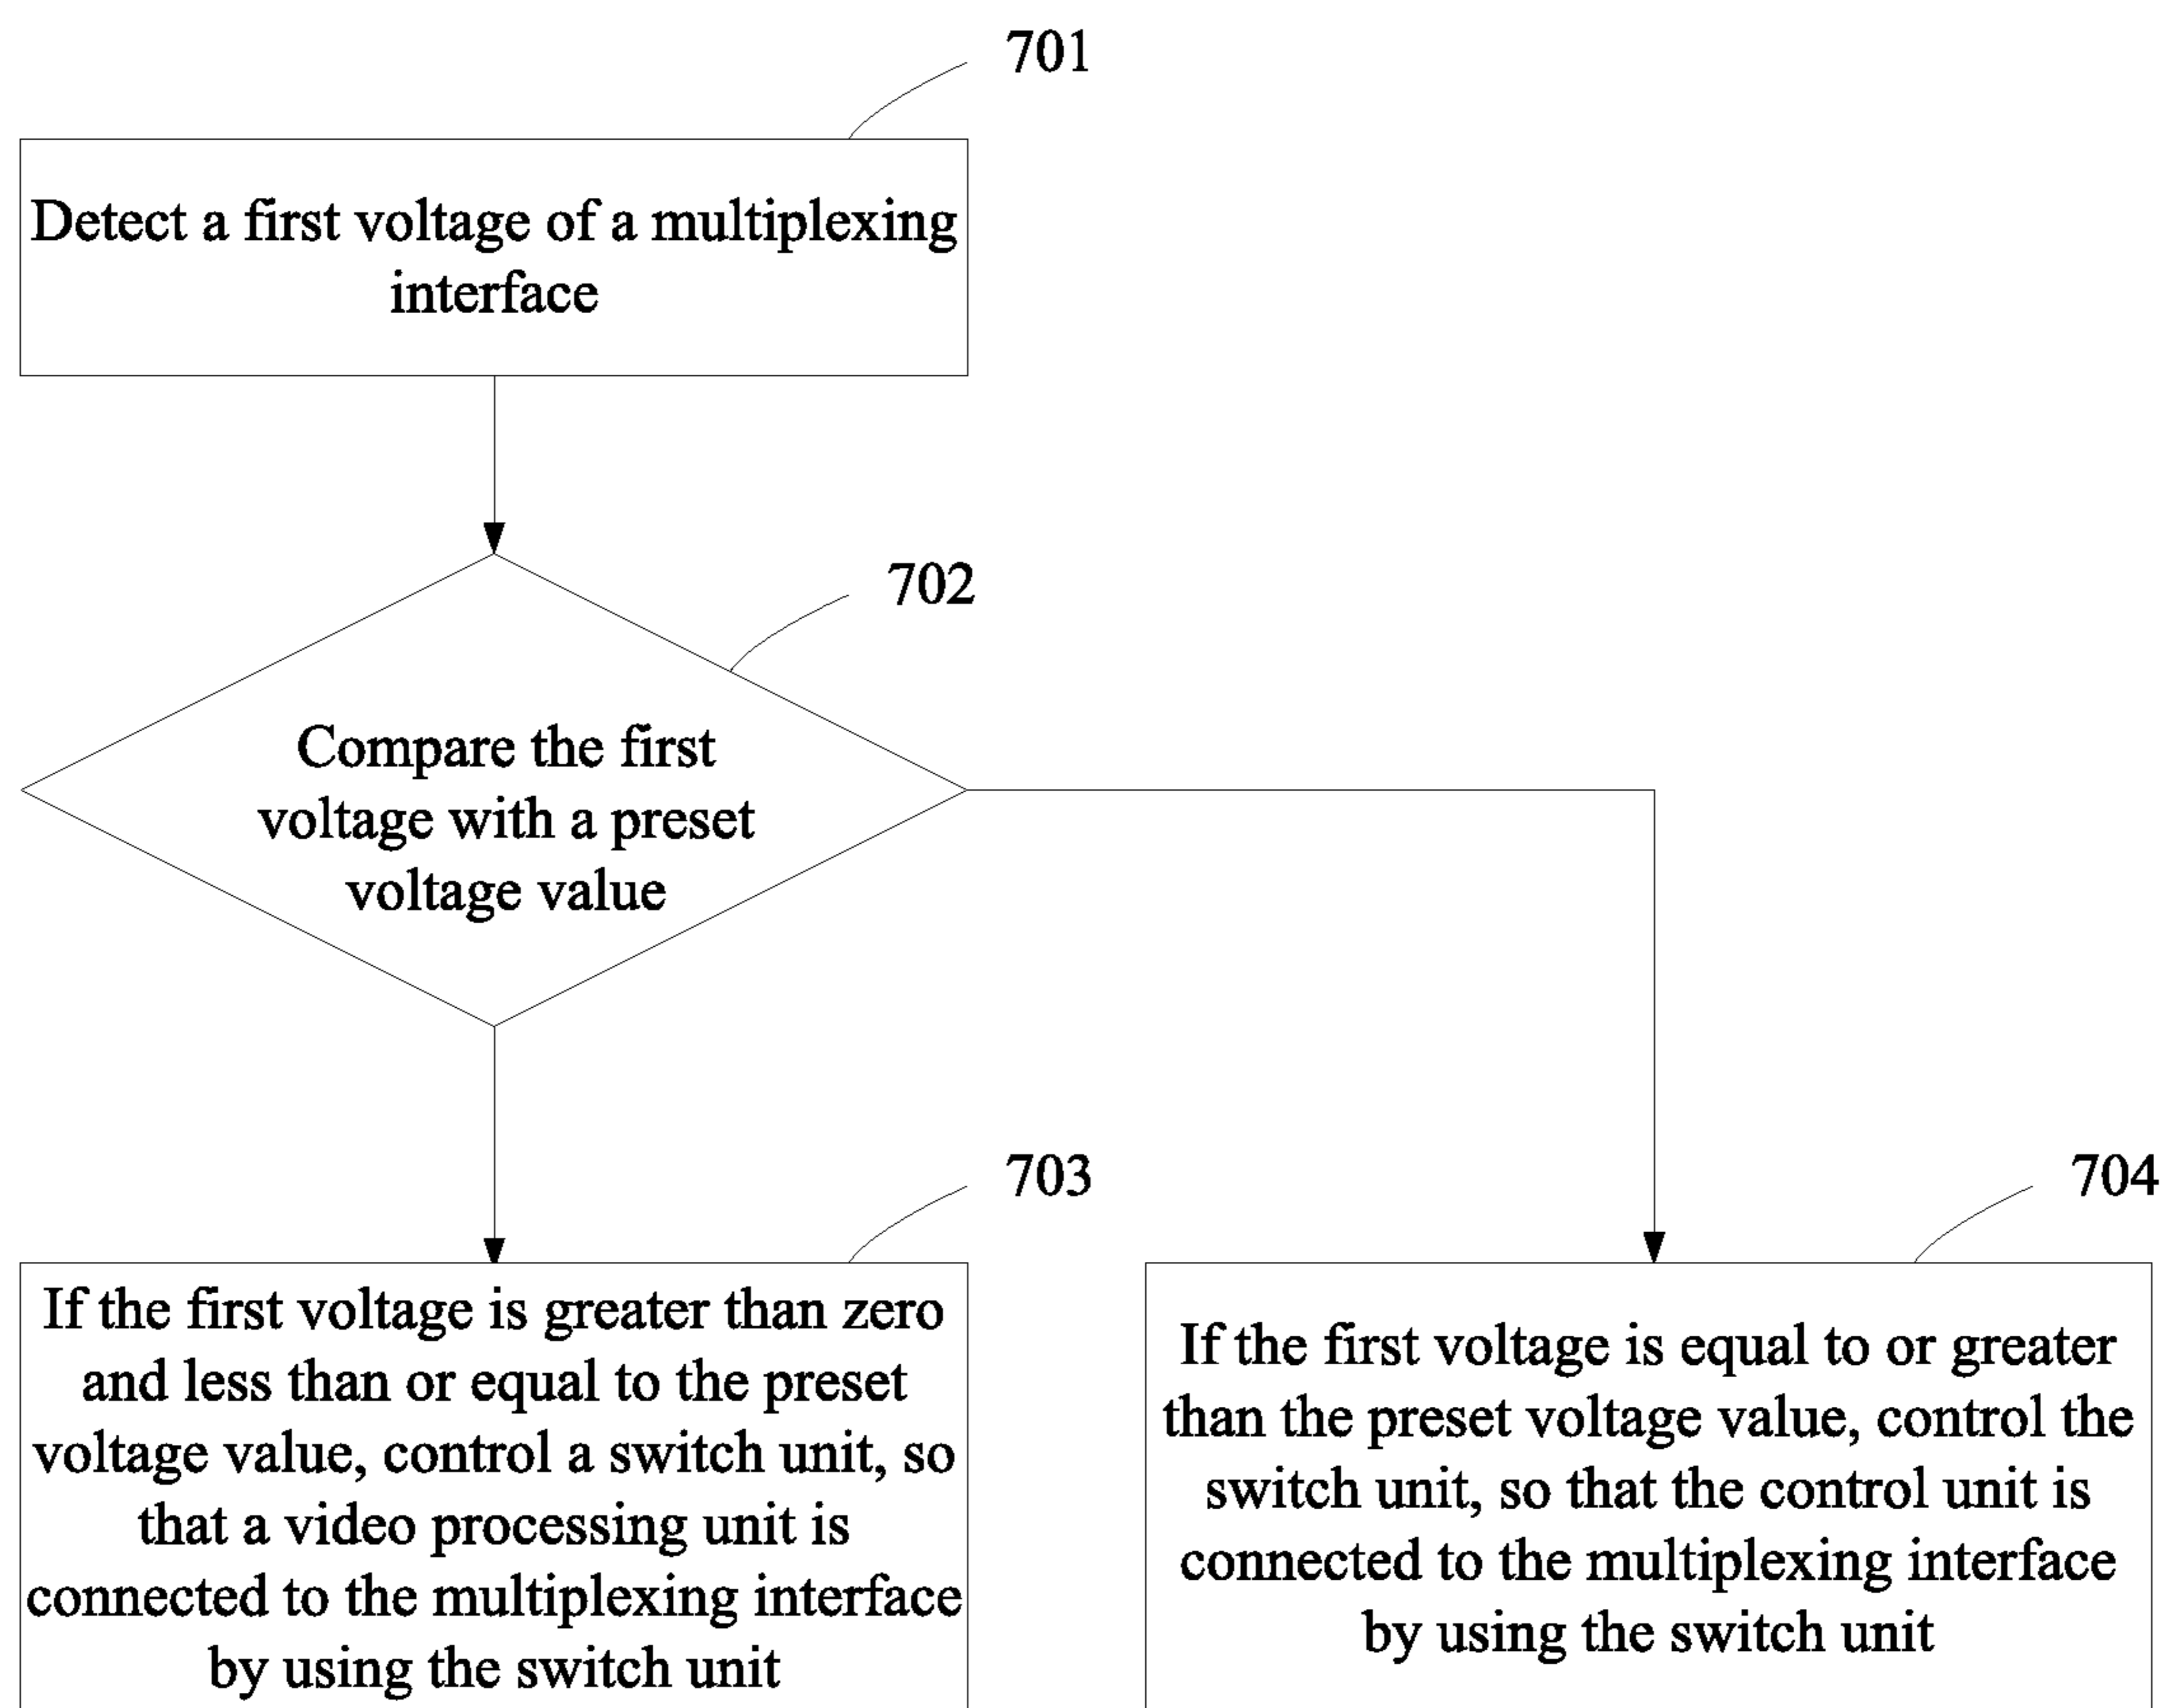 701
Detect a first voltage of a multiplexing
interface
702
Compare the first
voltage with a preset
voltage value
703
If the first voltage is greater than zero
and less than or equal to the preset
voltage value, control a switch unit, so
that a video processing unit is
connected to the multiplexing interface
by using the switch unit
704
If the first voltage is equal to or greater
than the preset voltage value, control the
switch unit, so that the control unit is
connected to the multiplexing interface
by using the switch unit